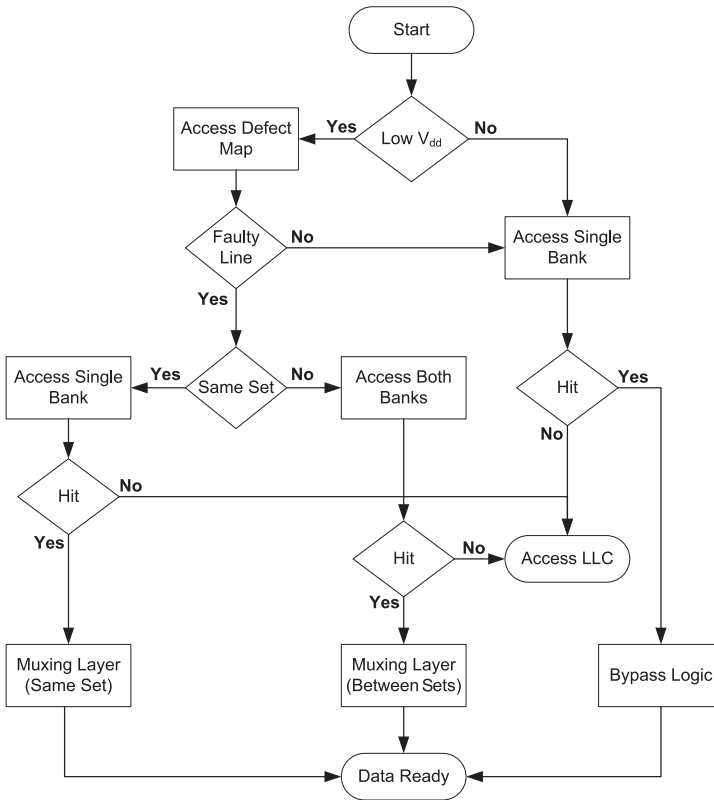 Start
Low Vdd
Yes
No
Access Defect
Map
Faulty
Line
No
Yes
Access Single
Bank
Same Set
Yes
No
Access Single
Bank
Access Both
Banks
Hit
Yes
No
Hit
No
Yes
Hit
No
Yes
Access LLC
Muxing Layer
(Same Set)
Muxing Layer
(Between Sets)
Bypass Logic
Data Ready